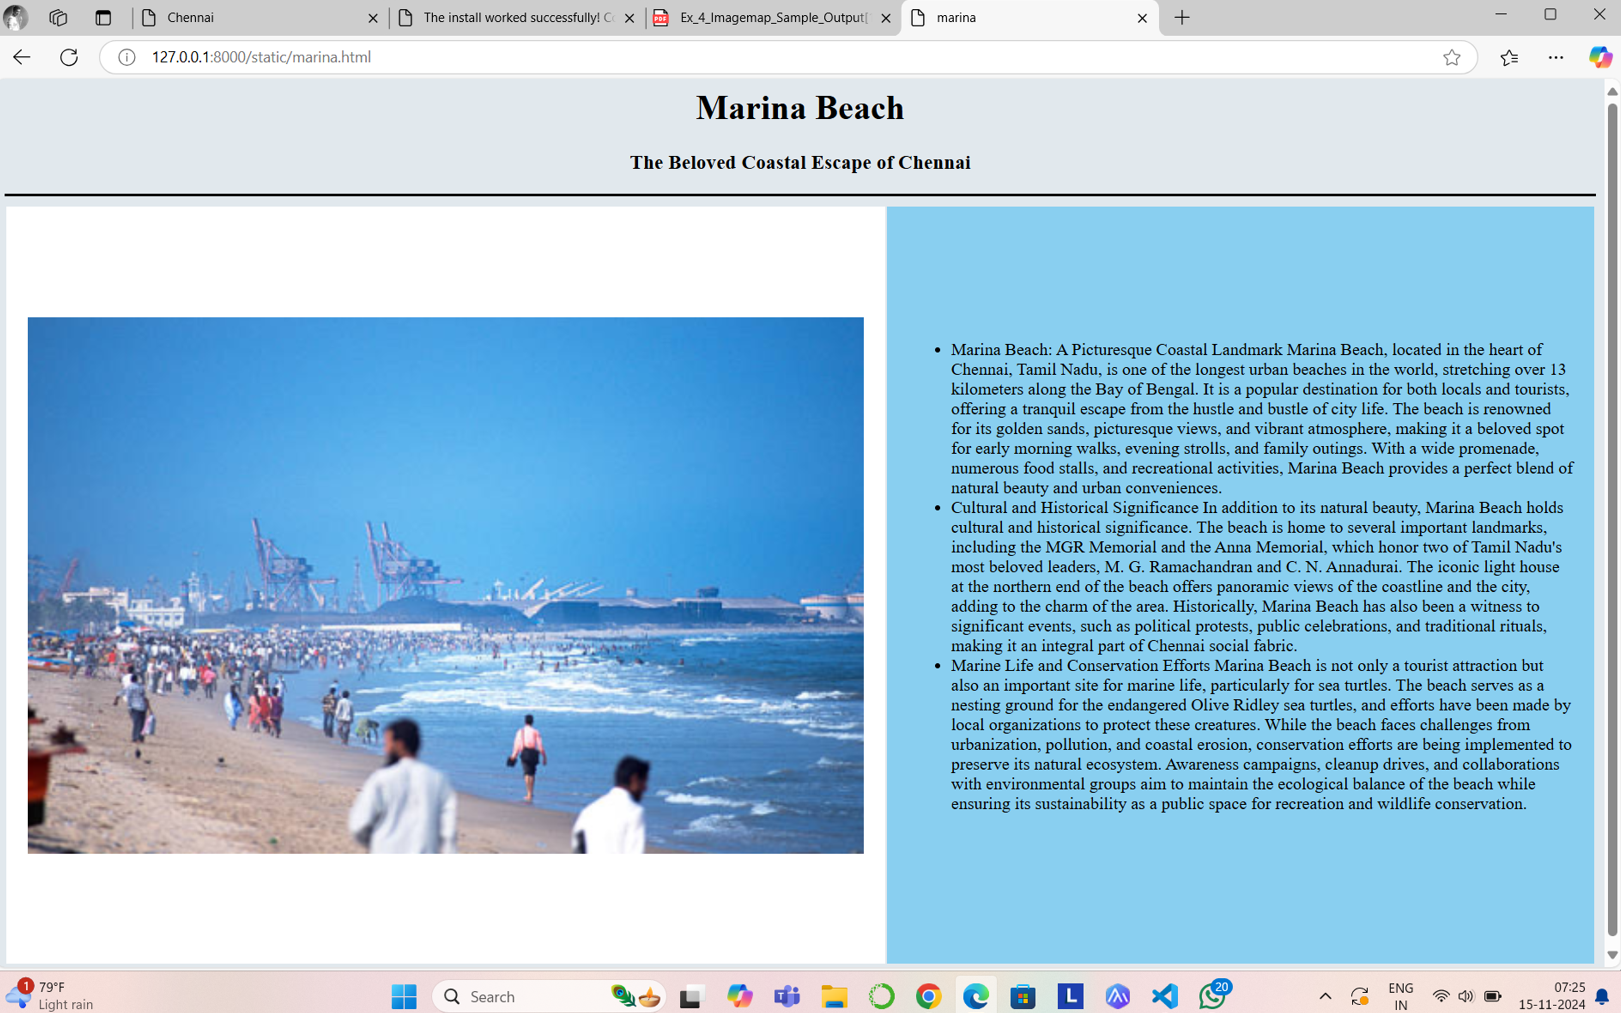 Chennai
The install worked successfully! Co
Ex_4_Imagemap_Sample_Output[
marina
127.0.0.1:8000/static/marina.html
Marina Beach
The Beloved Coastal Escape of Chennai
• Marina Beach: A Picturesque Coastal Landmark Marina Beach, located in the heart of
Chennai, Tamil Nadu, is one of the longest urban beaches in the world, stretching over 13
kilometers along the Bay of Bengal. It is a popular destination for both locals and tourists,
offering a tranquil escape from the hustle and bustle of city life. The beach is renowned
for its golden sands, picturesque views, and vibrant atmosphere, making it a beloved spot
for early morning walks, evening strolls, and family outings. With a wide promenade,
numerous food stalls, and recreational activities, Marina Beach provides a perfect blend of
natural beauty and urban conveniences.
• Cultural and Historical Significance In addition to its natural beauty, Marina Beach holds
cultural and historical significance. The beach is home to several important landmarks,
including the MGR Memorial and the Anna Memorial, which honor two of Tamil Nadu's
most beloved leaders, M. G. Ramachandran and C. N. Annadurai. The iconic light house
at the northern end of the beach offers panoramic views of the coastline and the city,
adding to the charm of the area. Historically, Marina Beach has also been a witness to
significant events, such as political protests, public celebrations, and traditional rituals,
making it an integral part of Chennai social fabric.
• Marine Life and Conservation Efforts Marina Beach is not only a tourist attraction but
also an important site for marine life, particularly for sea turtles. The beach serves as a
nesting ground for the endangered Olive Ridley sea turtles, and efforts have been made by
local organizations to protect these creatures. While the beach faces challenges from
urbanization, pollution, and coastal erosion, conservation efforts are being implemented to
preserve its natural ecosystem. Awareness campaigns, cleanup drives, and collaborations
with environmental groups aim to maintain the ecological balance of the beach while
ensuring its sustainability as a public space for recreation and wildlife conservation.
1
79°F
Light rain
Search
20
ENG
IN
07:25
15-11-2024